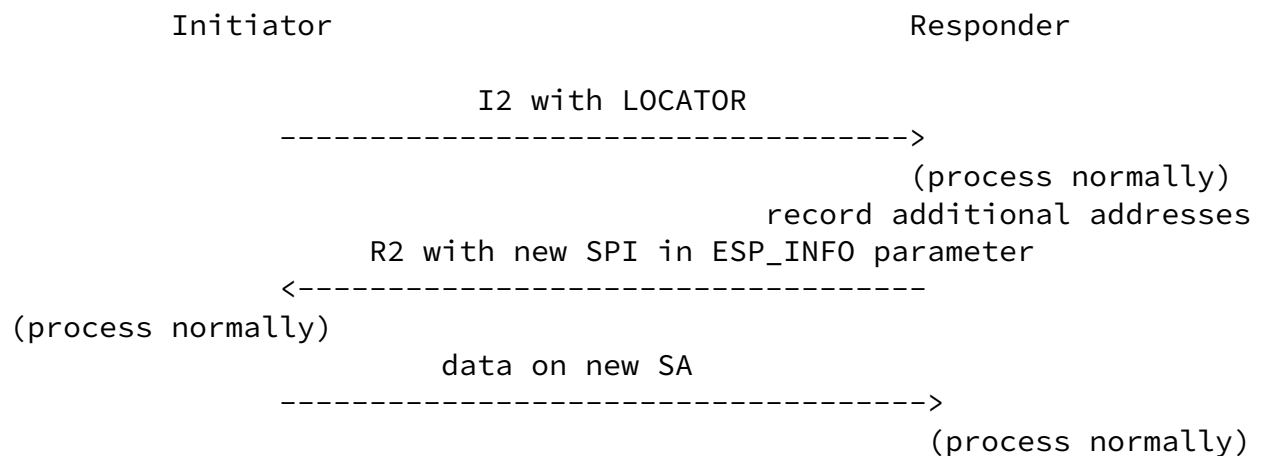 Initiator Responder
I2 with LOCATOR
----------------------------------->
(process normally)
record additional addresses
R2 with new SPI in ESP_INFO parameter
<-----------------------------------
(process normally)
data on new SA
------------------------------------>
(process normally)